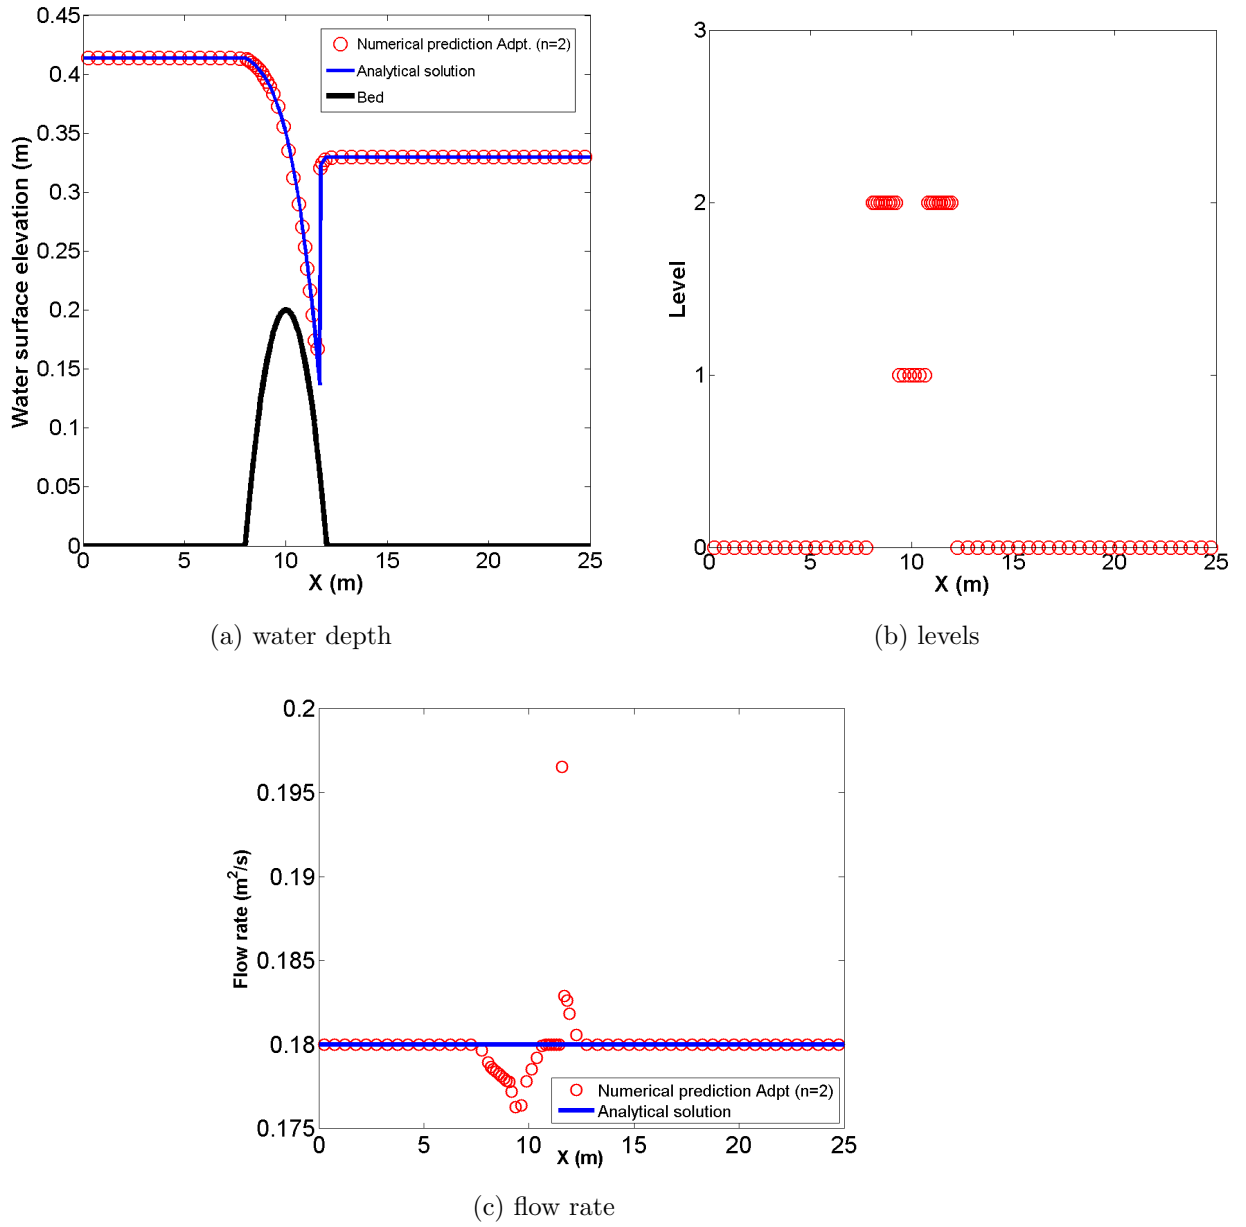 0.45
0.4
0.35
0.3
0.25
0.2
0.15
0.1
0.05
0
0 5 10 15 20 25
Water surface elevation (m)
X (m)
Numerical prediction Adpt. (n=2)
Analytical solution
Bed
(a) water depth
3
2
1
0
0 5 10 15 20 25
Level
X (m)
(b) levels
0.2
0.195
0.19
0.185
0.18
0.175
0 5 10 15 20 25
Flow rate (m²/s)
X (m)
Numerical prediction Adpt (n=2)
Analytical solution
(c) flow rate